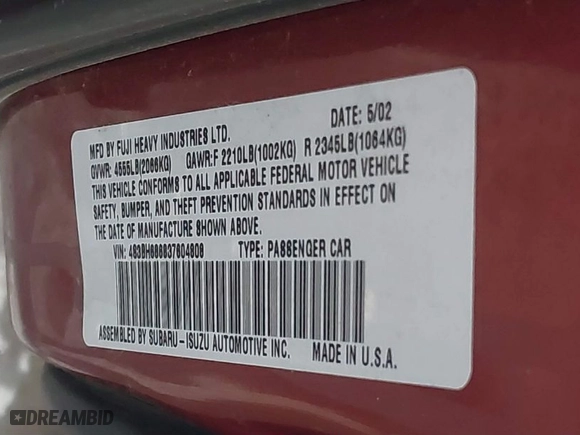 MFD BY FUJI HEAVY INDUSTRIES LTD. DATE: 5/02
GVWR: 4555LB(2066KG) GAWR:F 2210LB(1002KG) R 2345LB(1064KG)
THIS VEHICLE CONFORMS TO ALL APPLICABLE FEDERAL MOTOR VEHICLE
SAFETY, BUMPER, AND THEFT PREVENTION STANDARDS IN EFFECT ON
THE DATE OF MANUFACTURE SHOWN ABOVE.
VIN: TYPE: PASSENGER CAR
ASSEMBLED BY SUBARU-ISUZU AUTOMOTIVE INC. MADE IN U.S.A.
DREAMBID